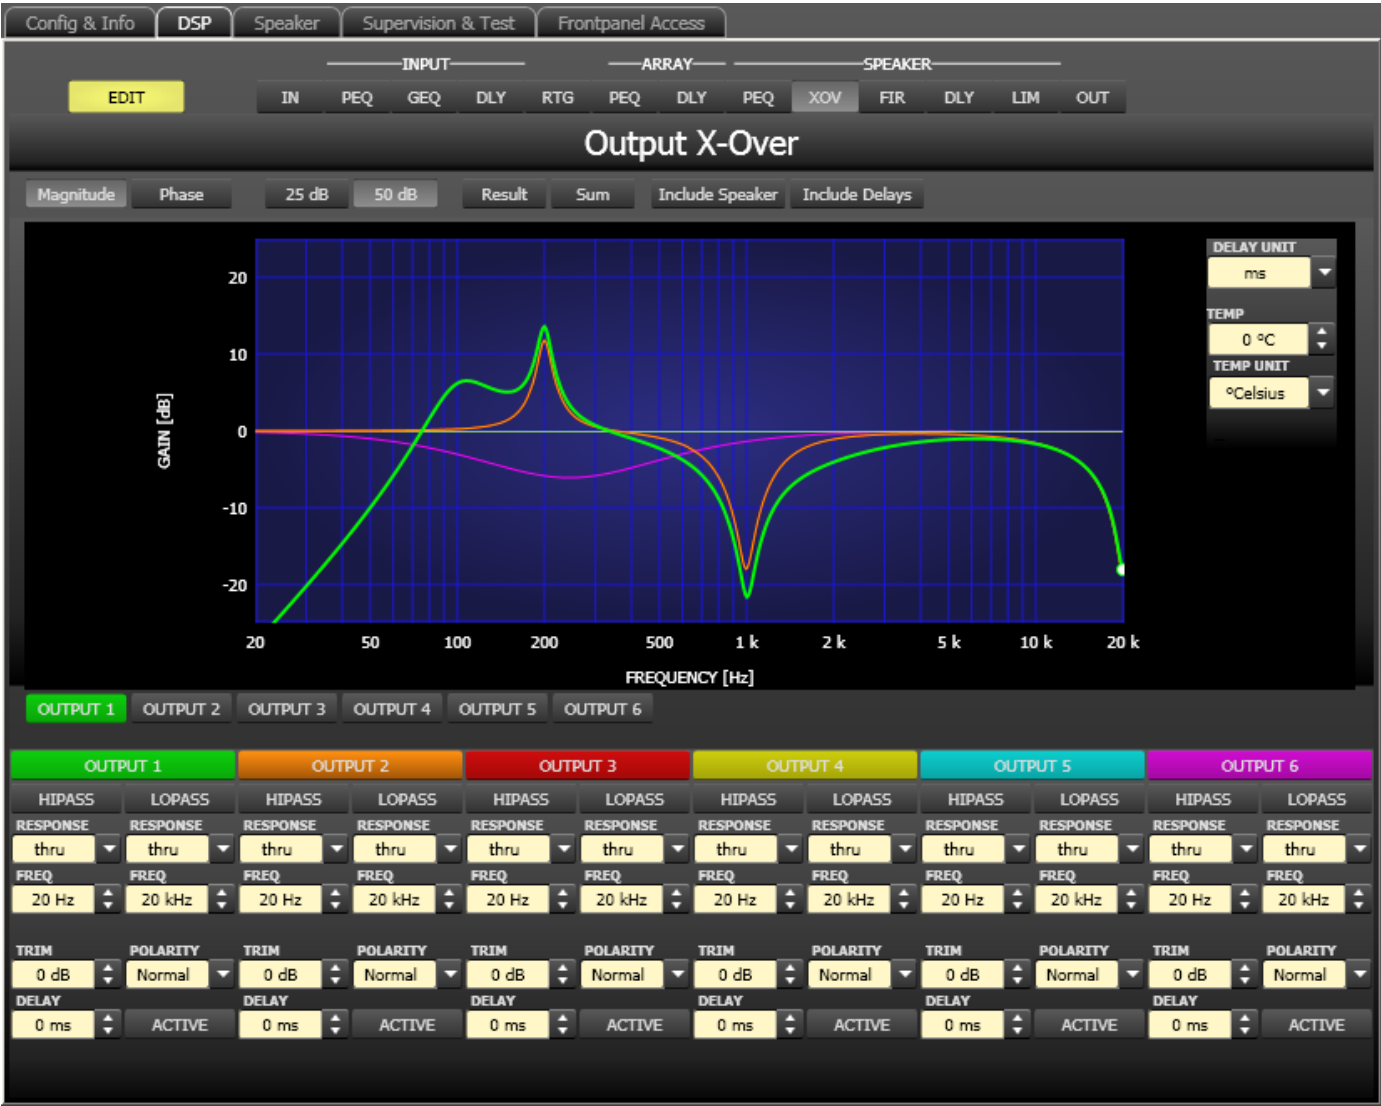 Config & Info DSP Speaker Supervision & Test Frontpanel Access
INPUT ARRAY SPEAKER
EDIT IN PEQ GEQ DLY RTG PEQ DLY PEQ XOV FIR DLY LIM OUT
Output X-Over
Magnitude Phase 25 dB 50 dB Result Sum Include Speaker Include Delays
DELAY UNIT
ms
TEMP
0 ºC
TEMP UNIT
ºCelsius
GAIN [dB]
20
10
0
-10
-20
20 50 100 200 500 1 k 2 k 5 k 10 k 20 k
FREQUENCY [Hz]
OUTPUT 1 OUTPUT 2 OUTPUT 3 OUTPUT 4 OUTPUT 5 OUTPUT 6
OUTPUT 1 OUTPUT 2 OUTPUT 3 OUTPUT 4 OUTPUT 5 OUTPUT 6
HIPASS LOPASS HIPASS LOPASS HIPASS LOPASS HIPASS LOPASS HIPASS LOPASS HIPASS LOPASS
RESPONSE RESPONSE RESPONSE RESPONSE RESPONSE RESPONSE RESPONSE RESPONSE RESPONSE RESPONSE RESPONSE RESPONSE
thru thru thru thru thru thru thru thru thru thru thru thru
FREQ FREQ FREQ FREQ FREQ FREQ FREQ FREQ FREQ FREQ FREQ FREQ
20 Hz 20 kHz 20 Hz 20 kHz 20 Hz 20 kHz 20 Hz 20 kHz 20 Hz 20 kHz 20 Hz 20 kHz
TRIM POLARITY TRIM POLARITY TRIM POLARITY TRIM POLARITY TRIM POLARITY TRIM POLARITY
0 dB Normal 0 dB Normal 0 dB Normal 0 dB Normal 0 dB Normal 0 dB Normal
DELAY DELAY DELAY DELAY DELAY DELAY
0 ms ACTIVE 0 ms ACTIVE 0 ms ACTIVE 0 ms ACTIVE 0 ms ACTIVE 0 ms ACTIVE